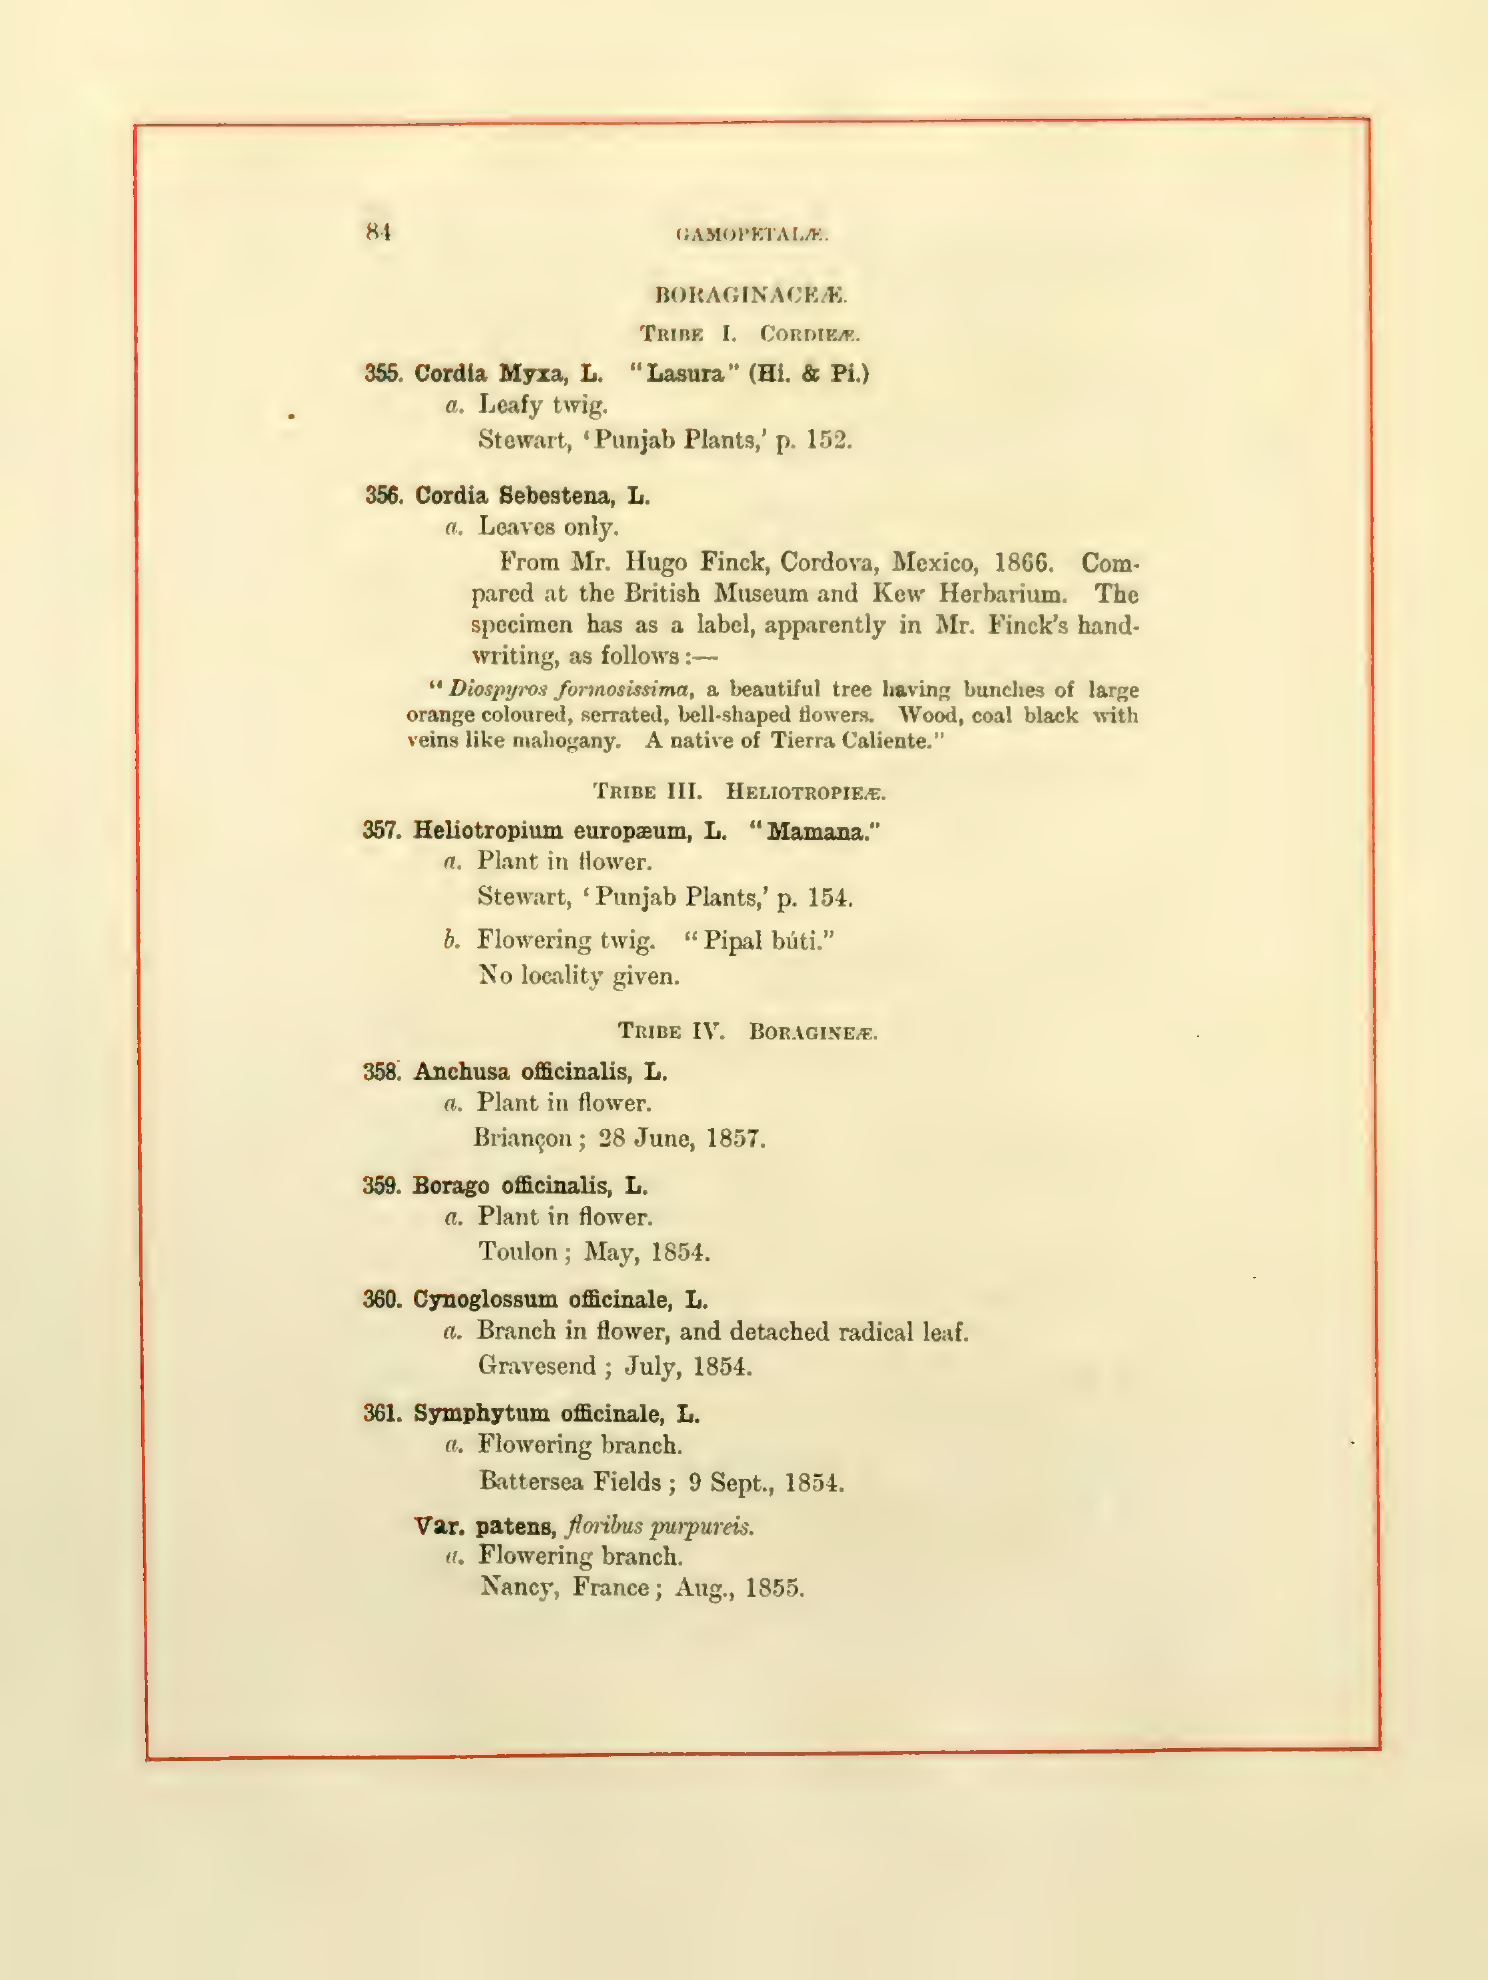 84 GAMOPETALÆ.
BORAGINACEÆ.
TRIBE I. CORDIEÆ.
355. Cordia Myxa, L. "Lasura" (Hi. & Pi.)
a. Leafy twig.
Stewart, 'Punjab Plants,' p. 152.
356. Cordia Sebestena, L.
a. Leaves only.
From Mr. Hugo Finck, Cordova, Mexico, 1866. Com-
pared at the British Museum and Kew Herbarium. The
specimen has as a label, apparently in Mr. Finck's hand-
writing, as follows:—
"Diospyros formosissima, a beautiful tree having bunches of large
orange coloured, serrated, bell-shaped flowers. Wood, coal black with
veins like mahogany. A native of Tierra Caliente."
TRIBE III. HELIOTROPIEÆ.
357. Heliotropium europæum, L. "Mamana."
a. Plant in flower.
Stewart, 'Punjab Plants,' p. 154.
b. Flowering twig. "Pipal búti."
No locality given.
TRIBE IV. BORAGINEÆ.
358. Anchusa officinalis, L.
a. Plant in flower.
Briançon; 28 June, 1857.
359. Borago officinalis, L.
a. Plant in flower.
Toulon; May, 1854.
360. Cynoglossum officinale, L.
a. Branch in flower, and detached radical leaf.
Gravesend; July, 1854.
361. Symphytum officinale, L.
a. Flowering branch.
Battersea Fields; 9 Sept., 1854.
Var. patens, floribus purpureis.
a. Flowering branch.
Nancy, France; Aug., 1855.